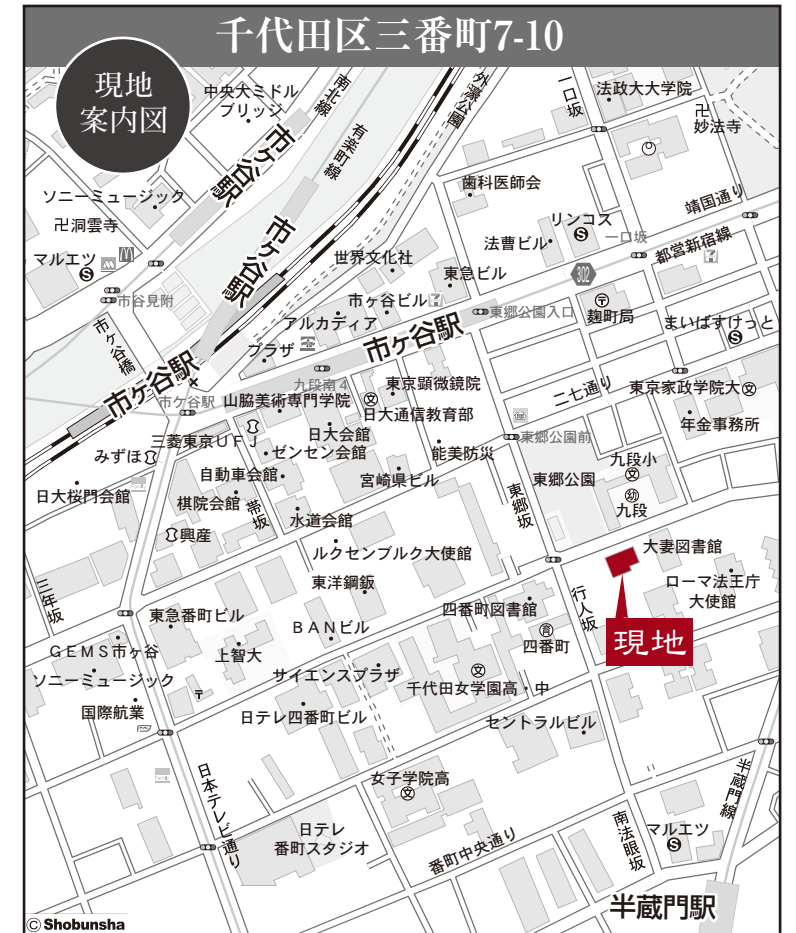 千代田区三番町7-10
現地
案内図
中央大ミドル
ブリッジ
南北線
有楽町線
外濠公園
一口坂
法政大大学院
卍
妙法寺
市ケ谷駅
ソニーミュージック
卍洞雲寺
歯科医師会
リンコス
S
靖国通り
マルエツ
S
市ケ谷駅
世界文化社
法曹ビル
一口坂
都営新宿線
東急ビル
302
市谷見附
市ヶ谷ビル
東郷公園入口
麹町局
市ケ谷橋
アルカディア
まいばすけっと
S
プラザ
市ヶ谷駅
市ケ谷駅
九段南4
東京顕微鏡院
二七通り
東京家政学院大
文
市ケ谷駅
山脇美術専門学院
文
日大通信教育部
年金事務所
三菱東京UFJ
日大会館
東郷公園前
みずほ
ゼンセン会館
能美防災
九段小
文
自動車会館
宮崎県ビル
東郷坂
東郷公園
幼
九段
日大桜門会館
棋院会館
帯坂
水道会館
興産
ルクセンブルク大使館
大妻図書館
三年坂
東洋鋼鈑
行人坂
ローマ法王庁
大使館
東急番町ビル
四番町図書館
BANビル
育
四番町
現地
GEMS市ヶ谷
上智大
ソニーミュージック
サイエンスプラザ
文
千代田女学園高・中
国際航業
日テレ四番町ビル
セントラルビル
日本テレビ通り
女子学院高
文
半蔵門線
日テレ
番町スタジオ
番町中央通り
南法眼坂
マルエツ
S
半蔵門駅
© Shobunsha